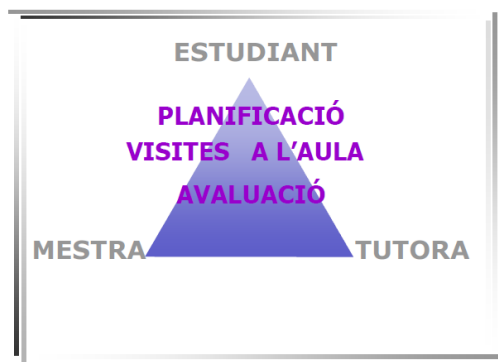 ESTUDIANT
PLANIFICACIÓ
VISITES A L'AULA
AVALUACIÓ
MESTRA TUTORA